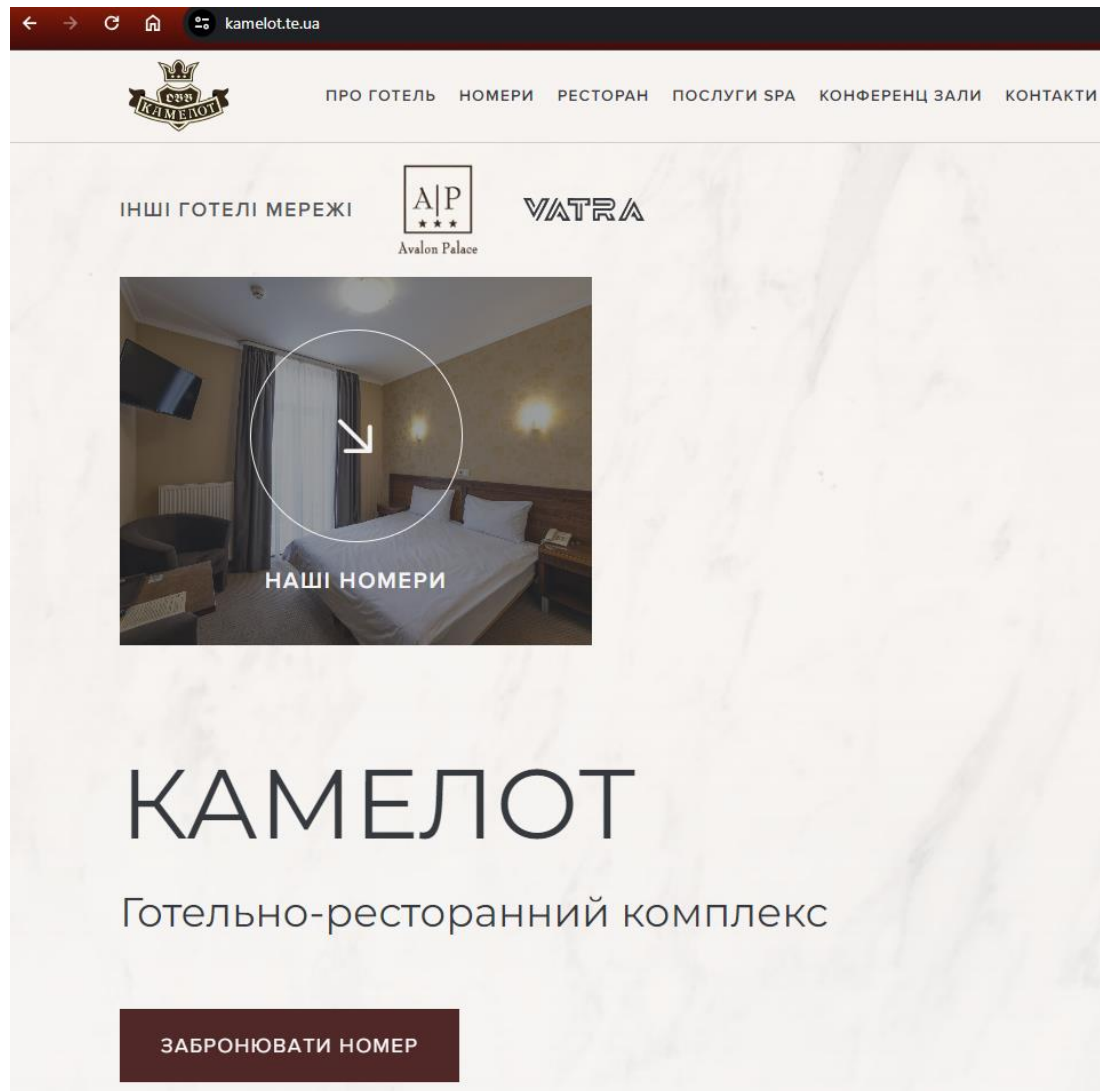 kamelot.te.ua
КАМЕЛОТ
ПРО ГОТЕЛЬ НОМЕРИ РЕСТОРАН ПОСЛУГИ SPA КОНФЕРЕНЦ ЗАЛИ КОНТАКТИ
ІНШІ ГОТЕЛІ МЕРЕЖІ
A|P
Avalon Palace
VATRA
НАШІ НОМЕРИ
КАМЕЛОТ
Готельно-ресторанний комплекс
ЗАБРОНЮВАТИ НОМЕР